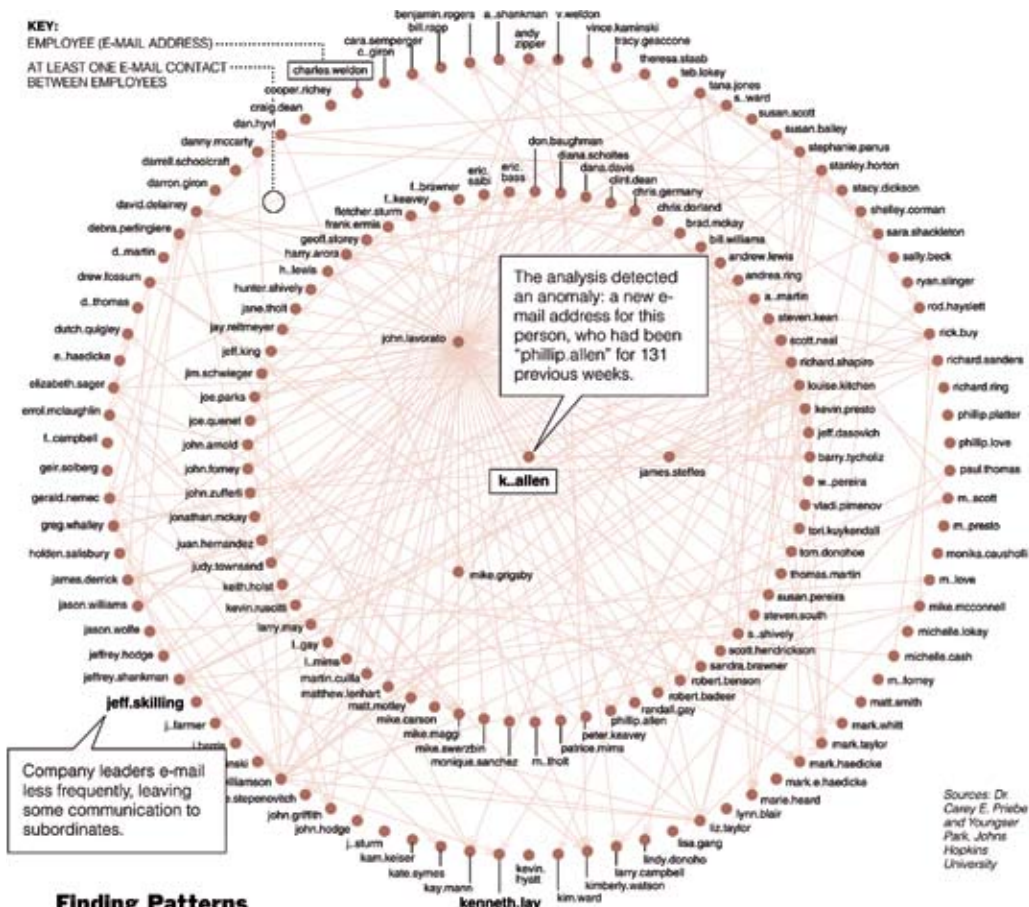 KEY:
EMPLOYEE (E-MAIL ADDRESS)
AT LEAST ONE E-MAIL CONTACT
BETWEEN EMPLOYEES
charles.weldon
benjamin.rogers
bill.rapp
cara.semperger
c..giron
a..shankman
andy
zipper
v.weldon
vince.kaminski
tracy.geaccone
theresa.staab
teb.lokey
tana.jones
s..ward
susan.scott
susan.bailey
stephanie.panus
stanley.horton
stacy.dickson
shelley.corman
sara.shackleton
sally.beck
ryan.slinger
rod.hayslett
rick.buy
richard.sanders
richard.ring
phillip.platter
phillip.love
paul.thomas
m..scott
m..presto
monika.causholli
m..love
mike.mcconnell
michelle.lokay
michelle.cash
m..forney
matt.smith
mark.whitt
mark.taylor
mark.haedicke
mark.e.haedicke
marie.heard
lynn.blair
liz.taylor
lisa.gang
lindy.donoho
larry.campbell
kimberly.watson
kim.ward
kevin.
hyatt
kenneth.lay
kay.mann
kate.symes
kam.keiser
j..sturm
john.hodge
john.griffith
e.stepenovitch
illiamson
nski
j..farmer
jeff.skilling
jeffrey.shankman
jeffrey.hodge
jason.wolfe
jason.williams
james.derrick
holden.salisbury
greg.whalley
gerald.nemec
geir.solberg
f..campbell
errol.mclaughlin
elizabeth.sager
e..haedicke
dutch.quigley
d..thomas
drew.fossum
d..martin
debra.perlingiere
david.delainey
darron.giron
darrell.schoolcraft
danny.mccarty
dan.hyvl
craig.dean
cooper.richey
eric.
saibi
eric.
bass
don.baughman
diana.scholtes
dana.davis
clint.dean
chris.germany
chris.dorland
brad.mckay
bill.williams
andrew.lewis
andrea.ring
a..martin
steven.kean
scott.neal
richard.shapiro
louise.kitchen
kevin.presto
jeff.dasovich
barry.tycholiz
w..pereira
vladi.pimenov
tori.kuykendall
tom.donohoe
thomas.martin
susan.pereira
steven.south
s..shively
scott.hendrickson
sandra.brawner
robert.benson
robert.badeer
randall.gay
phillip.allen
peter.keavey
patrice.mims
m..tholt
monique.sanchez
mike.swerzbin
mike.maggi
mike.carson
matt.motley
matthew.lenhart
martin.cuilla
l..mims
l..gay
larry.may
kevin.ruscitti
keith.holst
judy.townsend
juan.hernandez
jonathan.mckay
john.zufferli
john.forney
john.arnold
joe.quenet
joe.parks
jim.schwieger
jeff.king
jay.reitmeyer
jane.tholt
hunter.shively
h..lewis
harry.arora
geoff.storey
frank.ermis
fletcher.sturm
f..keavey
f..brawner
john.lavorato
The analysis detected
an anomaly: a new e-
mail address for this
person, who had been
"phillip.allen" for 131
previous weeks.
k..allen
james.steffes
mike.grigsby
Company leaders e-mail
less frequently, leaving
some communication to
subordinates.
Sources: Dr.
Carey E. Priebe
and Youngser
Park, Johns
Hopkins
University
Finding Patterns